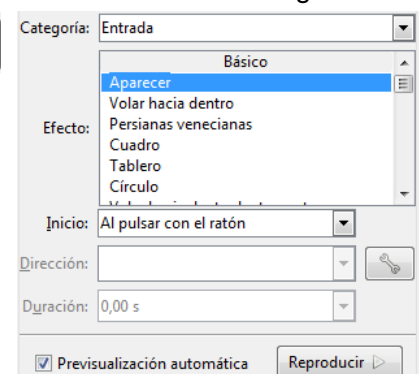 Categoría: Entrada
Básico
Aparecer
Volar hacia dentro
Efecto: Persianas venecianas
Cuadro
Tablero
Círculo
Inicio: Al pulsar con el ratón
Dirección:
Duración: 0,00 s
Previsualización automática Reproducir